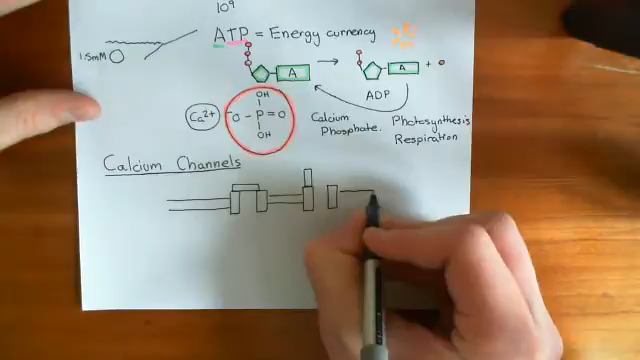 10⁹
ATP = Energy currency
1.5mM
A
A
+
ADP
Ca²⁺
OH
⁻O - P = O
OH
Calcium
Phosphate.
Photosynthesis
Respiration
Calcium Channels